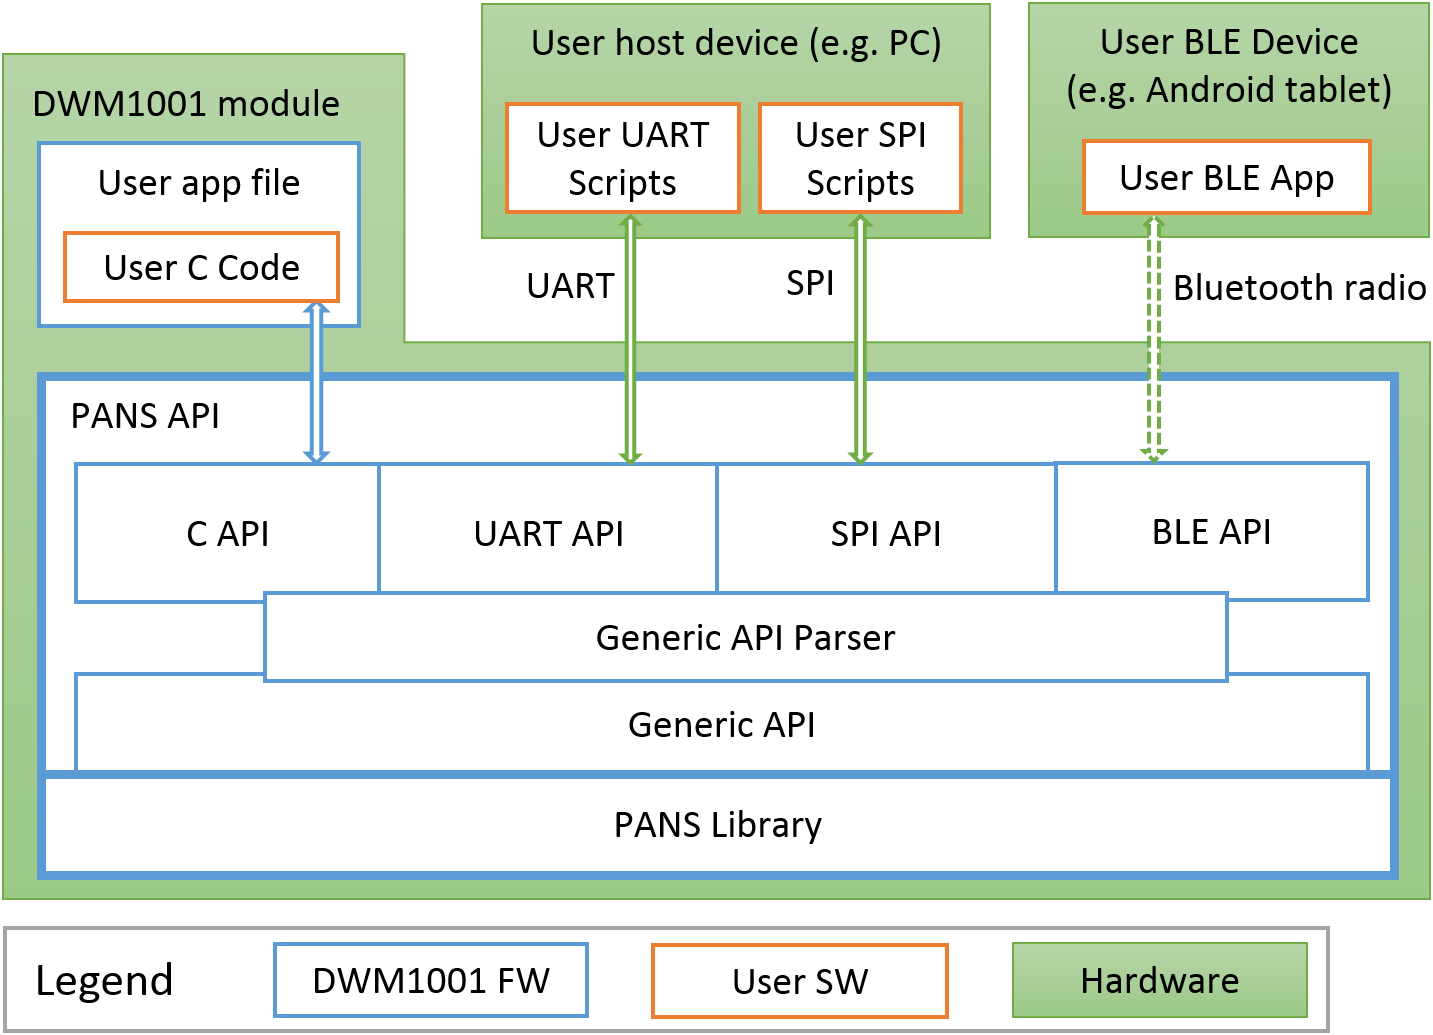 User host device (e.g. PC)
User BLE Device
(e.g. Android tablet)
DWM1001 module
User UART
Scripts
User SPI
Scripts
User BLE App
User app file
User C Code
UART
SPI
Bluetooth radio
PANS API
C API
UART API
SPI API
BLE API
Generic API Parser
Generic API
PANS Library
Legend
DWM1001 FW
User SW
Hardware